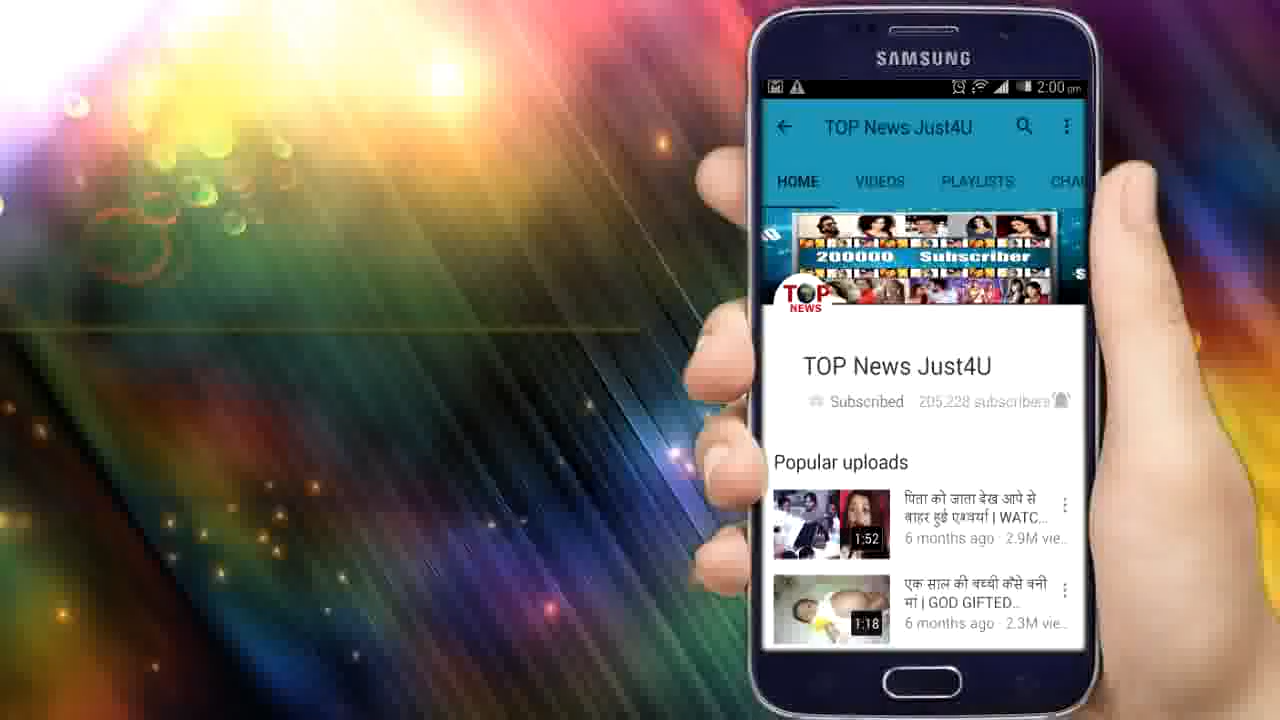 SAMSUNG
2:00 pm
TOP News Just4U
HOME VIDEOS PLAYLISTS CHA
200000 Subscriber
TOP
NEWS
TOP News Just4U
Subscribed 205,228 subscribers
Popular uploads
पिता को जाता देख आपे से
बाहर हुई एश्वर्या | WATC...
6 months ago · 2.9M vie..
1:52
एक साल की बच्ची कैसे बनी
मां | GOD GIFTED...
6 months ago · 2.3M vie..
1:18